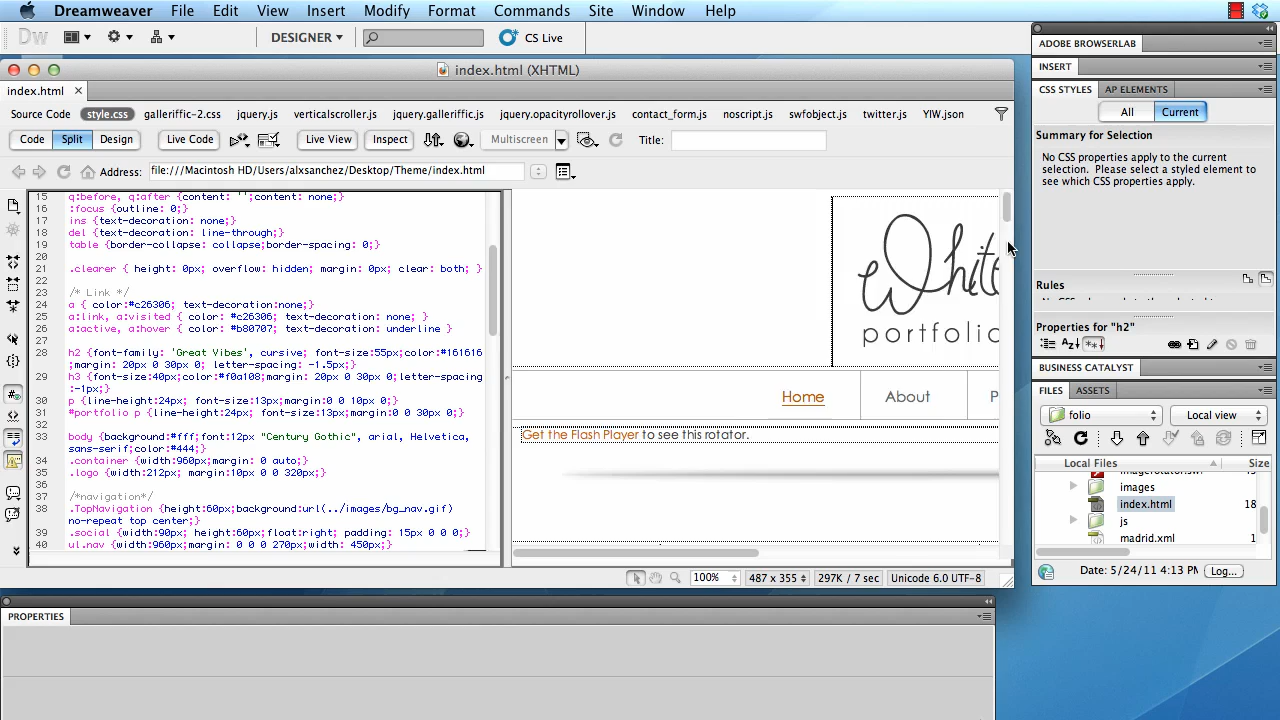 Dreamweaver File Edit View Insert Modify Format Commands Site Window Help
Dw DESIGNER CS Live
ADOBE BROWSERLAB
INSERT
CSS STYLES AP ELEMENTS
All Current
Summary for Selection
No CSS properties apply to the current
selection. Please select a styled element to
see which CSS properties apply.
Rules
Properties for "h2"
BUSINESS CATALYST
FILES ASSETS
folio Local view
Local Files Size
images
index.html 18
js
madrid.xml 1
Date: 5/24/11 4:13 PM Log...
index.html (XHTML)
index.html
Source Code style.css galleriffic-2.css jquery.js verticalscroller.js jquery.galleriffic.js jquery.opacityrollover.js contact_form.js noscript.js swfobject.js twitter.js YIW.json
Code Split Design Live Code Live View Inspect Multiscreen Title:
Address: file:///Macintosh HD/Users/alxsanchez/Desktop/Theme/index.html
15 q:before, q:after {content: '';content: none;}
16 :focus {outline: 0;}
17 ins {text-decoration: none;}
18 del {text-decoration: line-through;}
19 table {border-collapse: collapse;border-spacing: 0;}
20
21 .clearer { height: 0px; overflow: hidden; margin: 0px; clear: both; }
22
23 /* Link */
24 a { color:#c26306; text-decoration:none;}
25 a:link, a:visited { color: #c26306; text-decoration: none; }
26 a:active, a:hover { color: #b80707; text-decoration: underline }
27
28 h2 {font-family: 'Great Vibes', cursive; font-size:55px;color:#161616
;margin: 20px 0 30px 0; letter-spacing: -1.5px;}
29 h3 {font-size:40px;color:#f0a108;margin: 20px 0 30px 0;letter-spacing
:-1px;}
30 p {line-height:24px; font-size:13px;margin:0 0 10px 0;}
31 #portfolio p {line-height:24px; font-size:13px;margin:0 0 30px 0;}
32
33 body {background:#fff;font:12px "Century Gothic", arial, Helvetica,
sans-serif;color:#444;}
34 .container {width:960px;margin: 0 auto;}
35 .logo {width:212px; margin:10px 0 0 320px;}
36
37 /*navigation*/
38 .TopNavigation {height:60px;background:url(../images/bg_nav.gif)
no-repeat top center;}
39 .social {width:90px; height:60px;float:right; padding: 15px 0 0 0;}
40 ul.nav {width:960px;margin: 0 0 0 270px;width: 450px;}
White
portfolio
Home About P
Get the Flash Player to see this rotator.
100% 487 x 355 297K / 7 sec Unicode 6.0 UTF-8
PROPERTIES